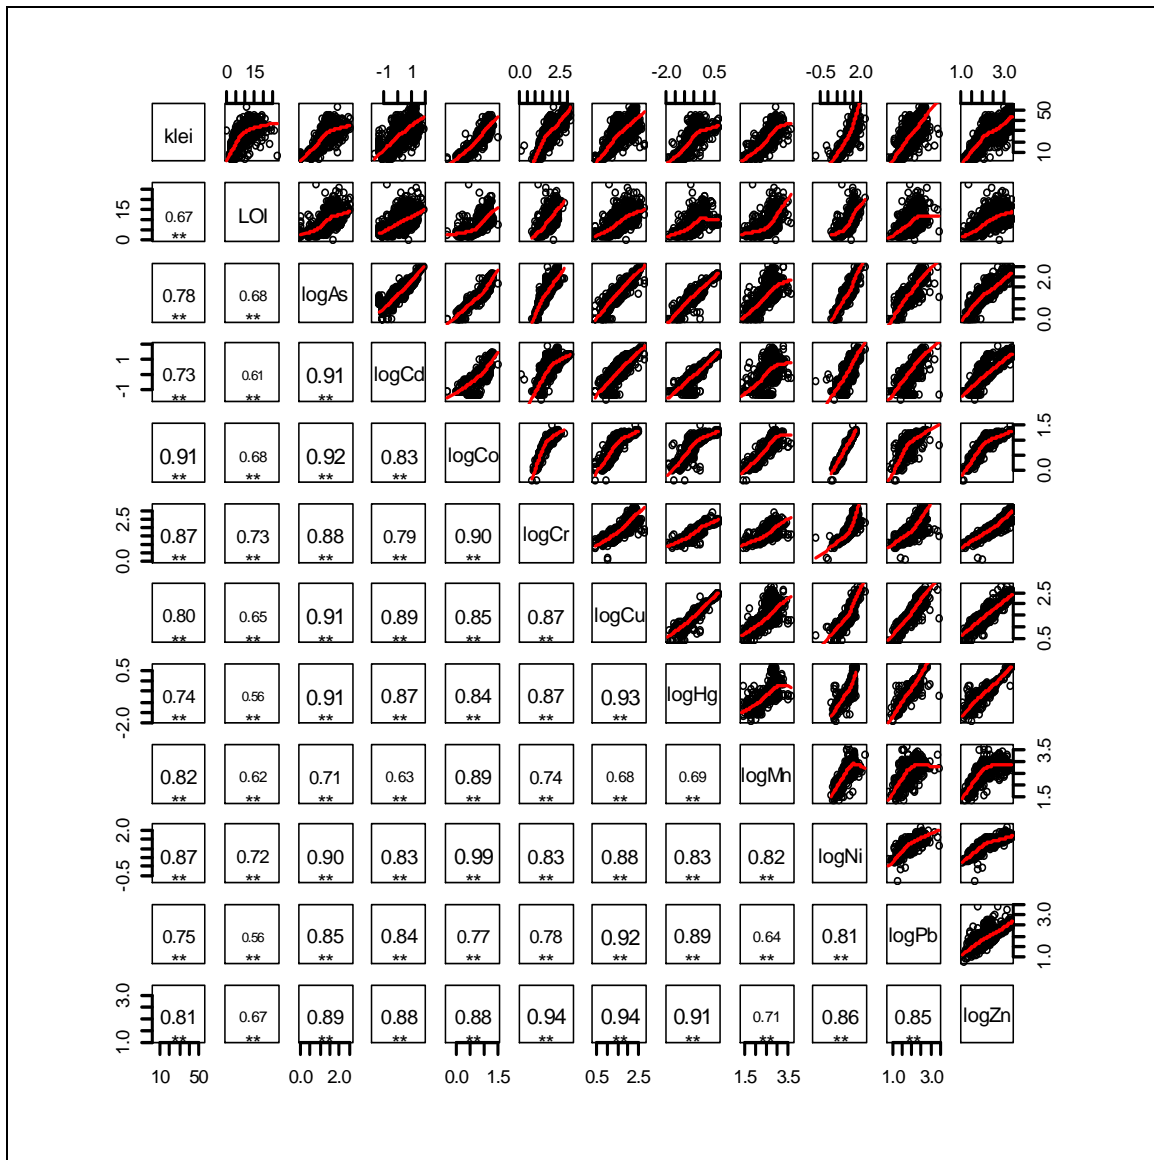 0 15 -1 1 0.0 2.5 -2.0 0.5 -0.5 2.0 1.0 3.0
klei 10 50
0 15 0.67 LOI
**
0.78 0.68 logAs 0.0 2.0
** **
-1 1 0.73 0.61 0.91 logCd
** ** **
0.91 0.68 0.92 0.83 logCo 0.0 1.5
** ** ** **
0.0 2.5 0.87 0.73 0.88 0.79 0.90 logCr
** ** ** ** **
0.80 0.65 0.91 0.89 0.85 0.87 logCu 0.5 2.5
** ** ** ** ** **
-2.0 0.5 0.74 0.56 0.91 0.87 0.84 0.87 0.93 logHg
** ** ** ** ** ** **
0.82 0.62 0.71 0.63 0.89 0.74 0.68 0.69 logMn 1.5 3.5
** ** ** ** ** ** ** **
-0.5 2.0 0.87 0.72 0.90 0.83 0.99 0.83 0.88 0.83 0.82 logNi
** ** ** ** ** ** ** ** **
0.75 0.56 0.85 0.84 0.77 0.78 0.92 0.89 0.64 0.81 logPb 1.0 3.0
** ** ** ** ** ** ** ** ** **
1.0 3.0 0.81 0.67 0.89 0.88 0.88 0.94 0.94 0.91 0.71 0.86 0.85 logZn
** ** ** ** ** ** ** ** ** ** **
10 50 0.0 2.0 0.0 1.5 0.5 2.5 1.5 3.5 1.0 3.0